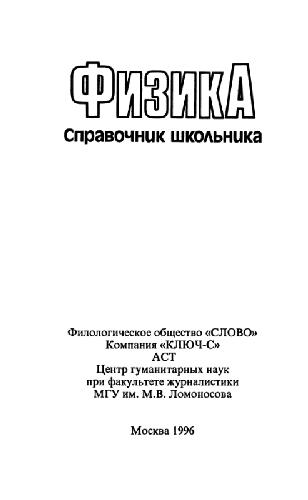 ФИЗИКА
Справочник школьника
Филологическое общество «СЛОВО»
Компания «КЛЮЧ-С»
АСТ
Центр гуманитарных наук
при факультете журналистики
МГУ им. М.В. Ломоносова
Москва 1996